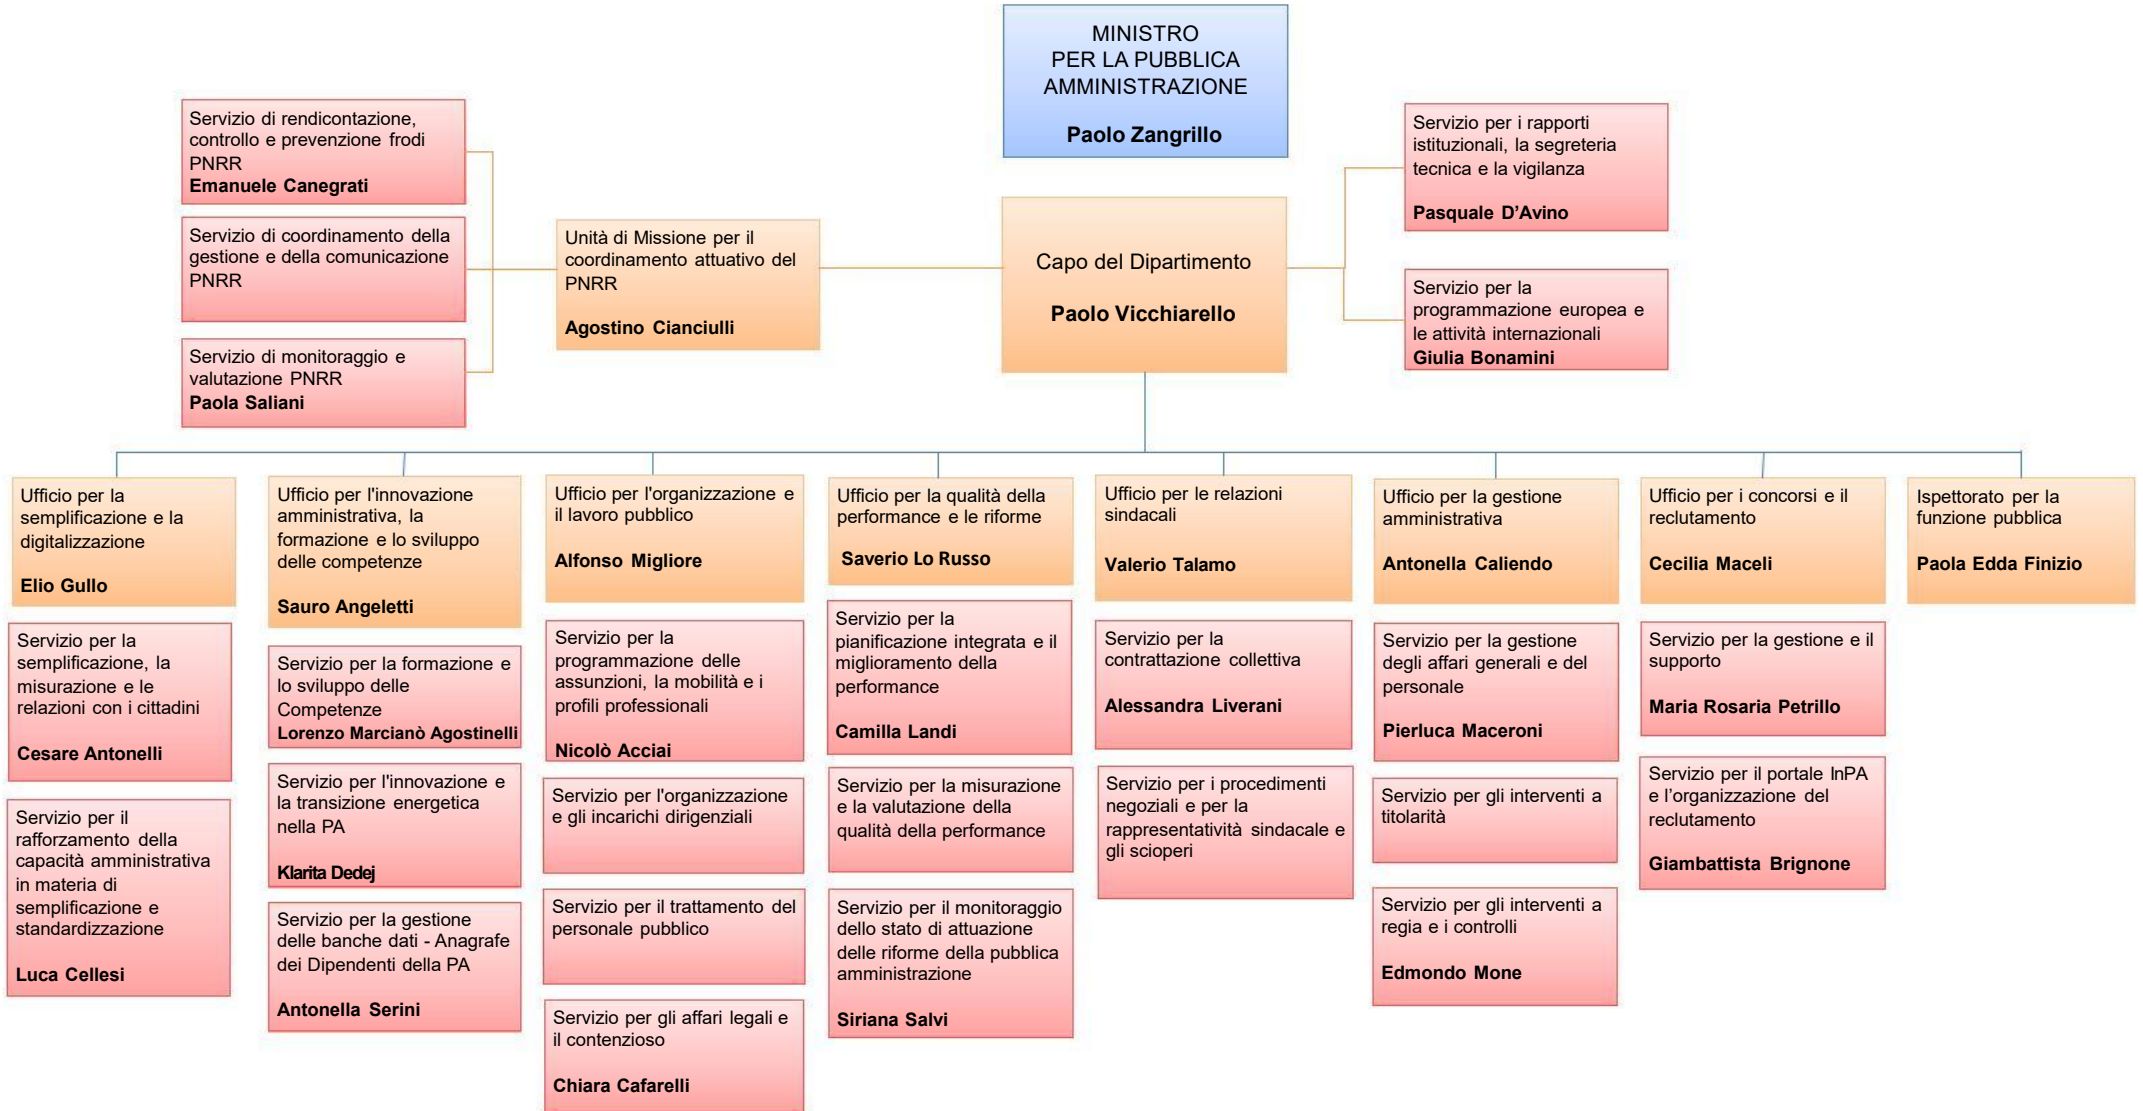 MINISTRO
PER LA PUBBLICA
AMMINISTRAZIONE
Paolo Zangrillo
Servizio di rendicontazione,
controllo e prevenzione frodi
PNRR
Emanuele Canegrati
Servizio di coordinamento della
gestione e della comunicazione
PNRR
Servizio di monitoraggio e
valutazione PNRR
Paola Saliani
Unità di Missione per il
coordinamento attuativo del
PNRR
Agostino Cianciulli
Capo del Dipartimento
Paolo Vicchiarello
Servizio per i rapporti
istituzionali, la segreteria
tecnica e la vigilanza
Pasquale D’Avino
Servizio per la
programmazione europea e
le attività internazionali
Giulia Bonamini
Ufficio per la
semplificazione e la
digitalizzazione
Elio Gullo
Servizio per la
semplificazione, la
misurazione e le
relazioni con i cittadini
Cesare Antonelli
Servizio per il
rafforzamento della
capacità amministrativa
in materia di
semplificazione e
standardizzazione
Luca Cellesi
Ufficio per l'innovazione
amministrativa, la
formazione e lo sviluppo
delle competenze
Sauro Angeletti
Servizio per la formazione e
lo sviluppo delle
Competenze
Lorenzo Marcianò Agostinelli
Servizio per l'innovazione e
la transizione energetica
nella PA
Klarita Dedej
Servizio per la gestione
delle banche dati - Anagrafe
dei Dipendenti della PA
Antonella Serini
Ufficio per l'organizzazione e
il lavoro pubblico
Alfonso Migliore
Servizio per la
programmazione delle
assunzioni, la mobilità e i
profili professionali
Nicolò Acciai
Servizio per l'organizzazione
e gli incarichi dirigenziali
Servizio per il trattamento del
personale pubblico
Servizio per gli affari legali e
il contenzioso
Chiara Cafarelli
Ufficio per la qualità della
performance e le riforme
Saverio Lo Russo
Servizio per la
pianificazione integrata e il
miglioramento della
performance
Camilla Landi
Servizio per la misurazione
e la valutazione della
qualità della performance
Servizio per il monitoraggio
dello stato di attuazione
delle riforme della pubblica
amministrazione
Siriana Salvi
Ufficio per le relazioni
sindacali
Valerio Talamo
Servizio per la
contrattazione collettiva
Alessandra Liverani
Servizio per i procedimenti
negoziali e per la
rappresentatività sindacale e
gli scioperi
Ufficio per la gestione
amministrativa
Antonella Caliendo
Servizio per la gestione
degli affari generali e del
personale
Pierluca Maceroni
Servizio per gli interventi a
titolarità
Servizio per gli interventi a
regia e i controlli
Edmondo Mone
Ufficio per i concorsi e il
reclutamento
Cecilia Maceli
Servizio per la gestione e il
supporto
Maria Rosaria Petrillo
Servizio per il portale InPA
e l’organizzazione del
reclutamento
Giambattista Brignone
Ispettorato per la
funzione pubblica
Paola Edda Finizio